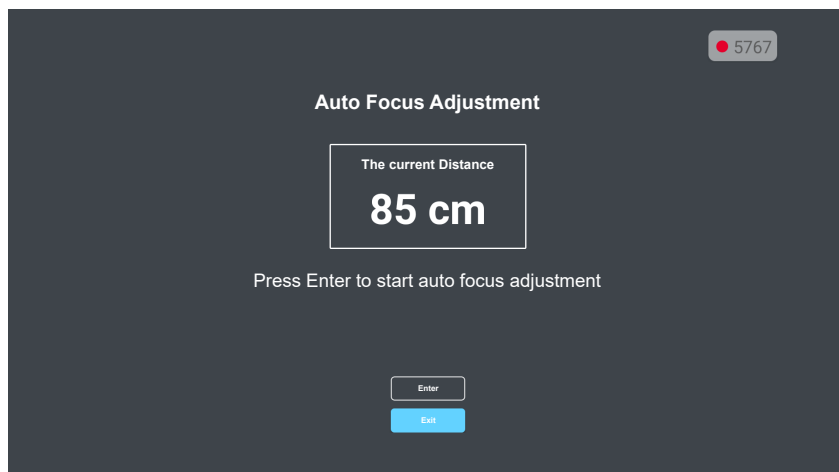 5767
Auto Focus Adjustment
The current Distance
85 cm
Press Enter to start auto focus adjustment
Enter
Exit